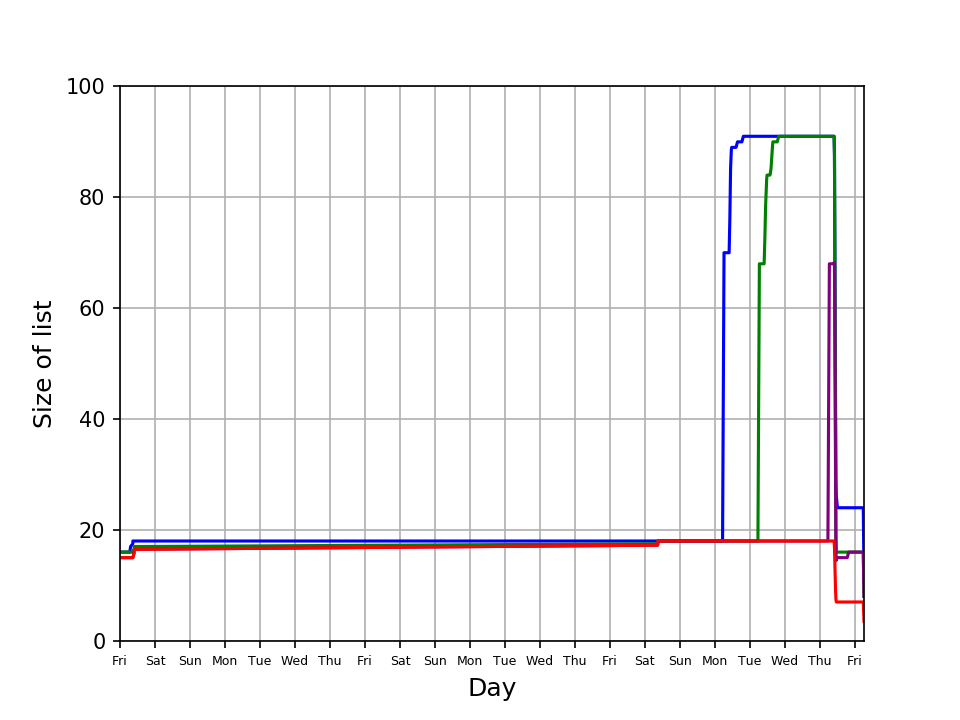 100
80
60
40
20
0
Size of list
Fri Sat Sun Mon Tue Wed Thu Fri Sat Sun Mon Tue Wed Thu Fri Sat Sun Mon Tue Wed Thu Fri
Day